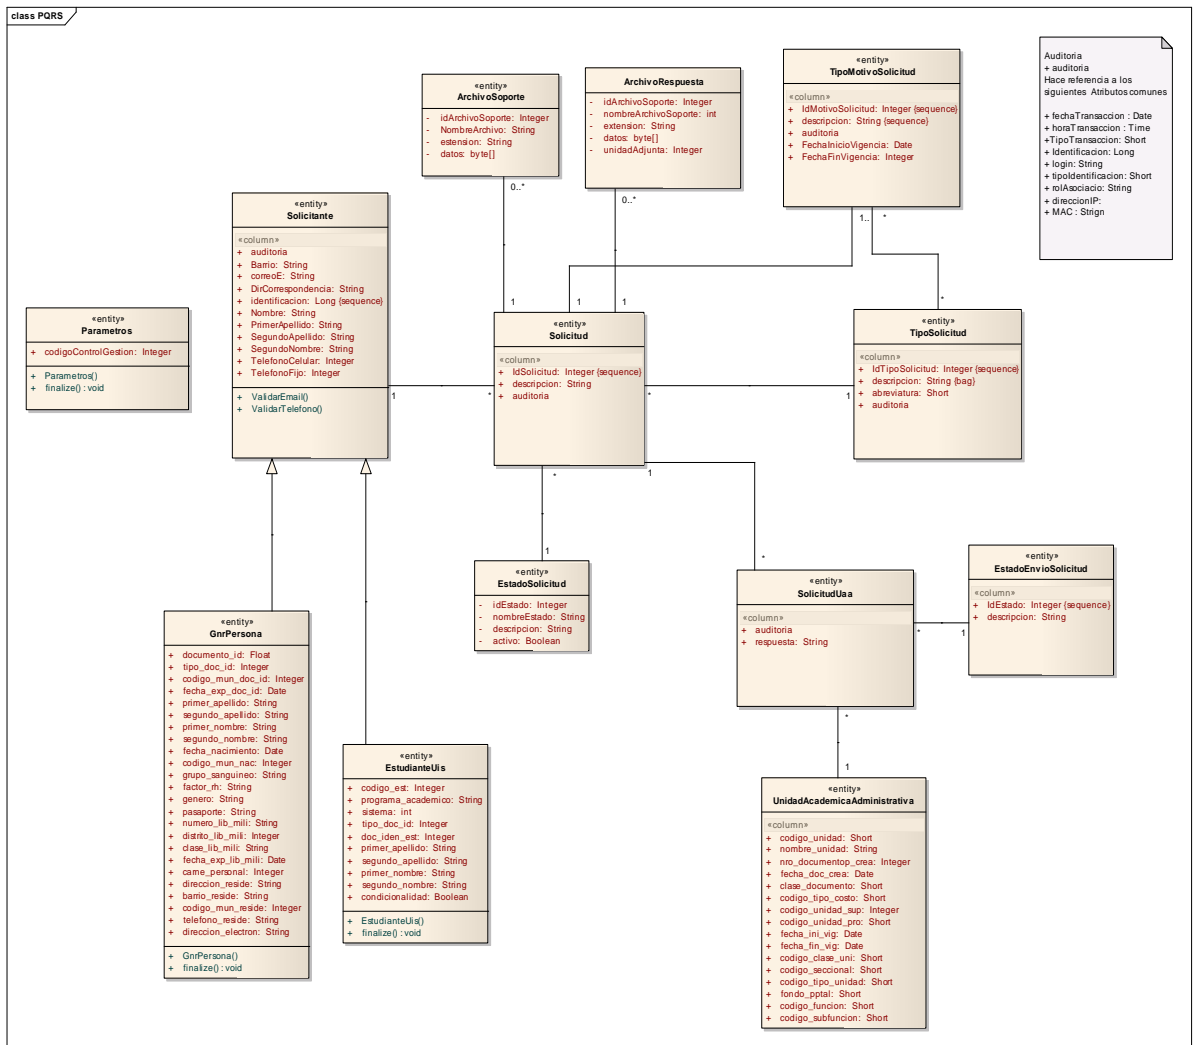 class PQRS
«entity»
ArchivoSoporte
- idArchivoSoporte: Integer
- NombreArchivo: String
- estension: String
- datos: byte[]
0..*
ArchivoRespuesta
- idArchivoSoporte: Integer
- nombreArchivoSoporte: int
- extension: String
- datos: byte[]
- unidadAdjunta: Integer
0..*
«entity»
TipoMotivoSolicitud
«column»
+ IdMotivoSolicitud: Integer {sequence}
+ descripcion: String {sequence}
+ auditoria
+ FechaInicioVigencia: Date
+ FechaFinVigencia: Integer
1..
*
Auditoria
+ auditoria
Hace referencia a los
siguientes Atributos comunes
+ fechaTransaccion : Date
+ horaTransaccion : Time
+TipoTransaccion: Short
+ Identificacion: Long
+ login: String
+ tipoIdentificacion: Short
+ rolAsociacio: String
+ direccionIP:
+ MAC : Strign
«entity»
Solicitante
«column»
+ auditoria
+ Barrio: String
+ correoE: String
+ DirCorrespondencia: String
+ identificacion: Long {sequence}
+ Nombre: String
+ PrimerApellido: String
+ SegundoApellido: String
+ SegundoNombre: String
+ TelefonoCelular: Integer
+ TelefonoFijo: Integer
+ ValidarEmail()
+ ValidarTelefono()
1
*
«entity»
Parametros
+ codigoControlGestion: Integer
+ Parametros()
+ finalize() : void
1
1
1
«entity»
Solicitud
«column»
+ IdSolicitud: Integer {sequence}
+ descripcion: String
+ auditoria
*
1
*
1
*
«entity»
TipoSolicitud
«column»
+ IdTipoSolicitud: Integer {sequence}
+ descripcion: String {bag}
+ abreviatura: Short
+ auditoria
*
1
«entity»
EstadoSolicitud
- idEstado: Integer
- nombreEstado: String
- descripcion: String
- activo: Boolean
*
«entity»
SolicitudUaa
«column»
+ auditoria
+ respuesta: String
*
1
*
1
«entity»
EstadoEnvioSolicitud
«column»
+ IdEstado: Integer {sequence}
+ descripcion: String
«entity»
GnrPersona
+ documento_id: Float
+ tipo_doc_id: Integer
+ codigo_mun_doc_id: Integer
+ fecha_exp_doc_id: Date
+ primer_apellido: String
+ segundo_apellido: String
+ primer_nombre: String
+ segundo_nombre: String
+ fecha_nacimiento: Date
+ codigo_mun_nac: Integer
+ grupo_sanguineo: String
+ factor_rh: String
+ genero: String
+ pasaporte: String
+ numero_lib_mili: String
+ distrito_lib_mili: Integer
+ clase_lib_mili: String
+ fecha_exp_lib_mili: Date
+ carne_personal: Integer
+ direccion_reside: String
+ barrio_reside: String
+ codigo_mun_reside: Integer
+ telefono_reside: String
+ direccion_electron: String
+ GnrPersona()
+ finalize() : void
«entity»
EstudianteUis
+ codigo_est: Integer
+ programa_academico: String
+ sistema: int
+ tipo_doc_id: Integer
+ doc_iden_est: Integer
+ primer_apellido: String
+ segundo_apellido: String
+ primer_nombre: String
+ segundo_nombre: String
+ condicionalidad: Boolean
+ EstudianteUis()
+ finalize() : void
«entity»
UnidadAcademicaAdministrativa
«column»
+ codigo_unidad: Short
+ nombre_unidad: String
+ nro_documentop_crea: Integer
+ fecha_doc_crea: Date
+ clase_documento: Short
+ codigo_tipo_costo: Short
+ codigo_unidad_sup: Integer
+ codigo_unidad_pro: Short
+ fecha_ini_vig: Date
+ fecha_fin_vig: Date
+ codigo_clase_uni: Short
+ codigo_seccional: Short
+ codigo_tipo_unidad: Short
+ fondo_pptal: Short
+ codigo_funcion: Short
+ codigo_subfuncion: Short